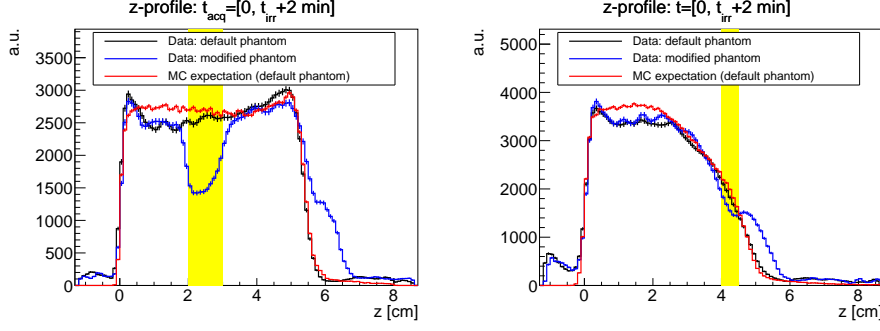 z-profile: t_acq=[0, t_irr+2 min]
a.u.
Data: default phantom
Data: modified phantom
MC expectation (default phantom)
3500
3000
2500
2000
1500
1000
500
0
0 2 4 6 8
z [cm]
z-profile: t=[0, t_irr+2 min]
a.u.
Data: default phantom
Data: modified phantom
MC expectation (default phantom)
5000
4000
3000
2000
1000
0
0 2 4 6 8
z [cm]